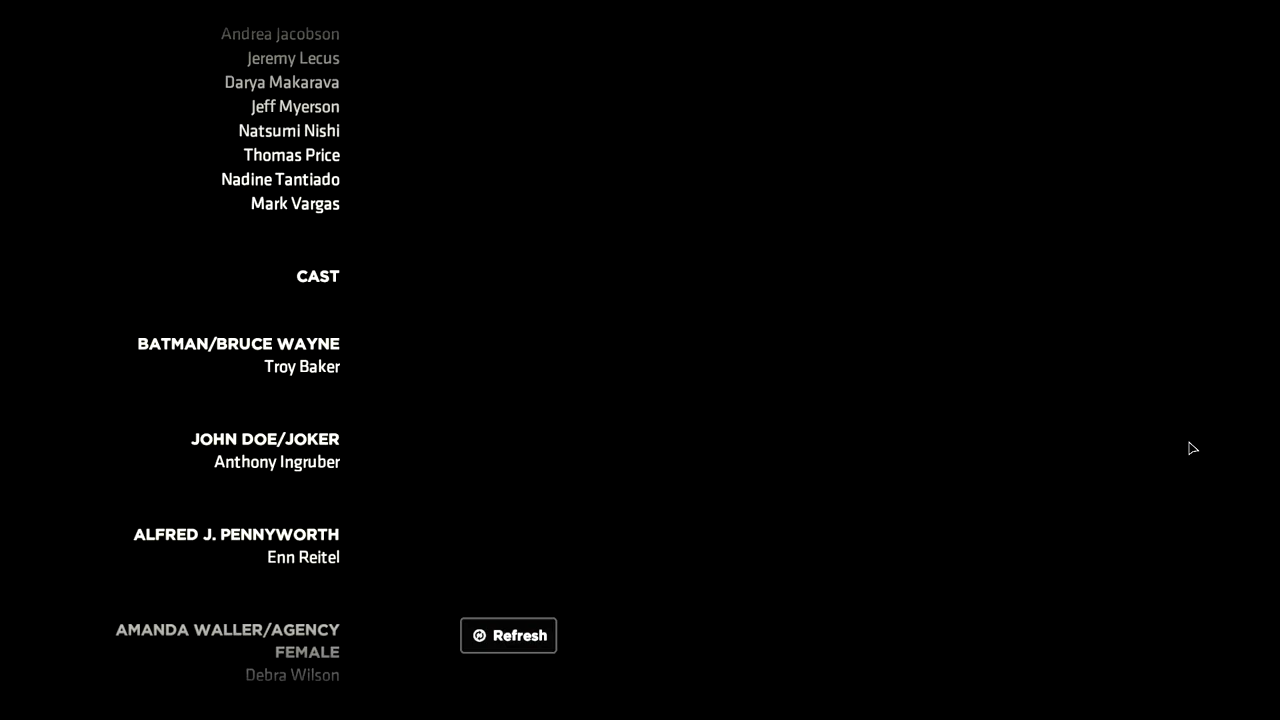 Andrea Jacobson
Jeremy Lecus
Darya Makarava
Jeff Myerson
Natsumi Nishi
Thomas Price
Nadine Tantiado
Mark Vargas
CAST
BATMAN/BRUCE WAYNE
Troy Baker
JOHN DOE/JOKER
Anthony Ingruber
ALFRED J. PENNYWORTH
Enn Reitel
AMANDA WALLER/AGENCY
FEMALE
Debra Wilson
Refresh